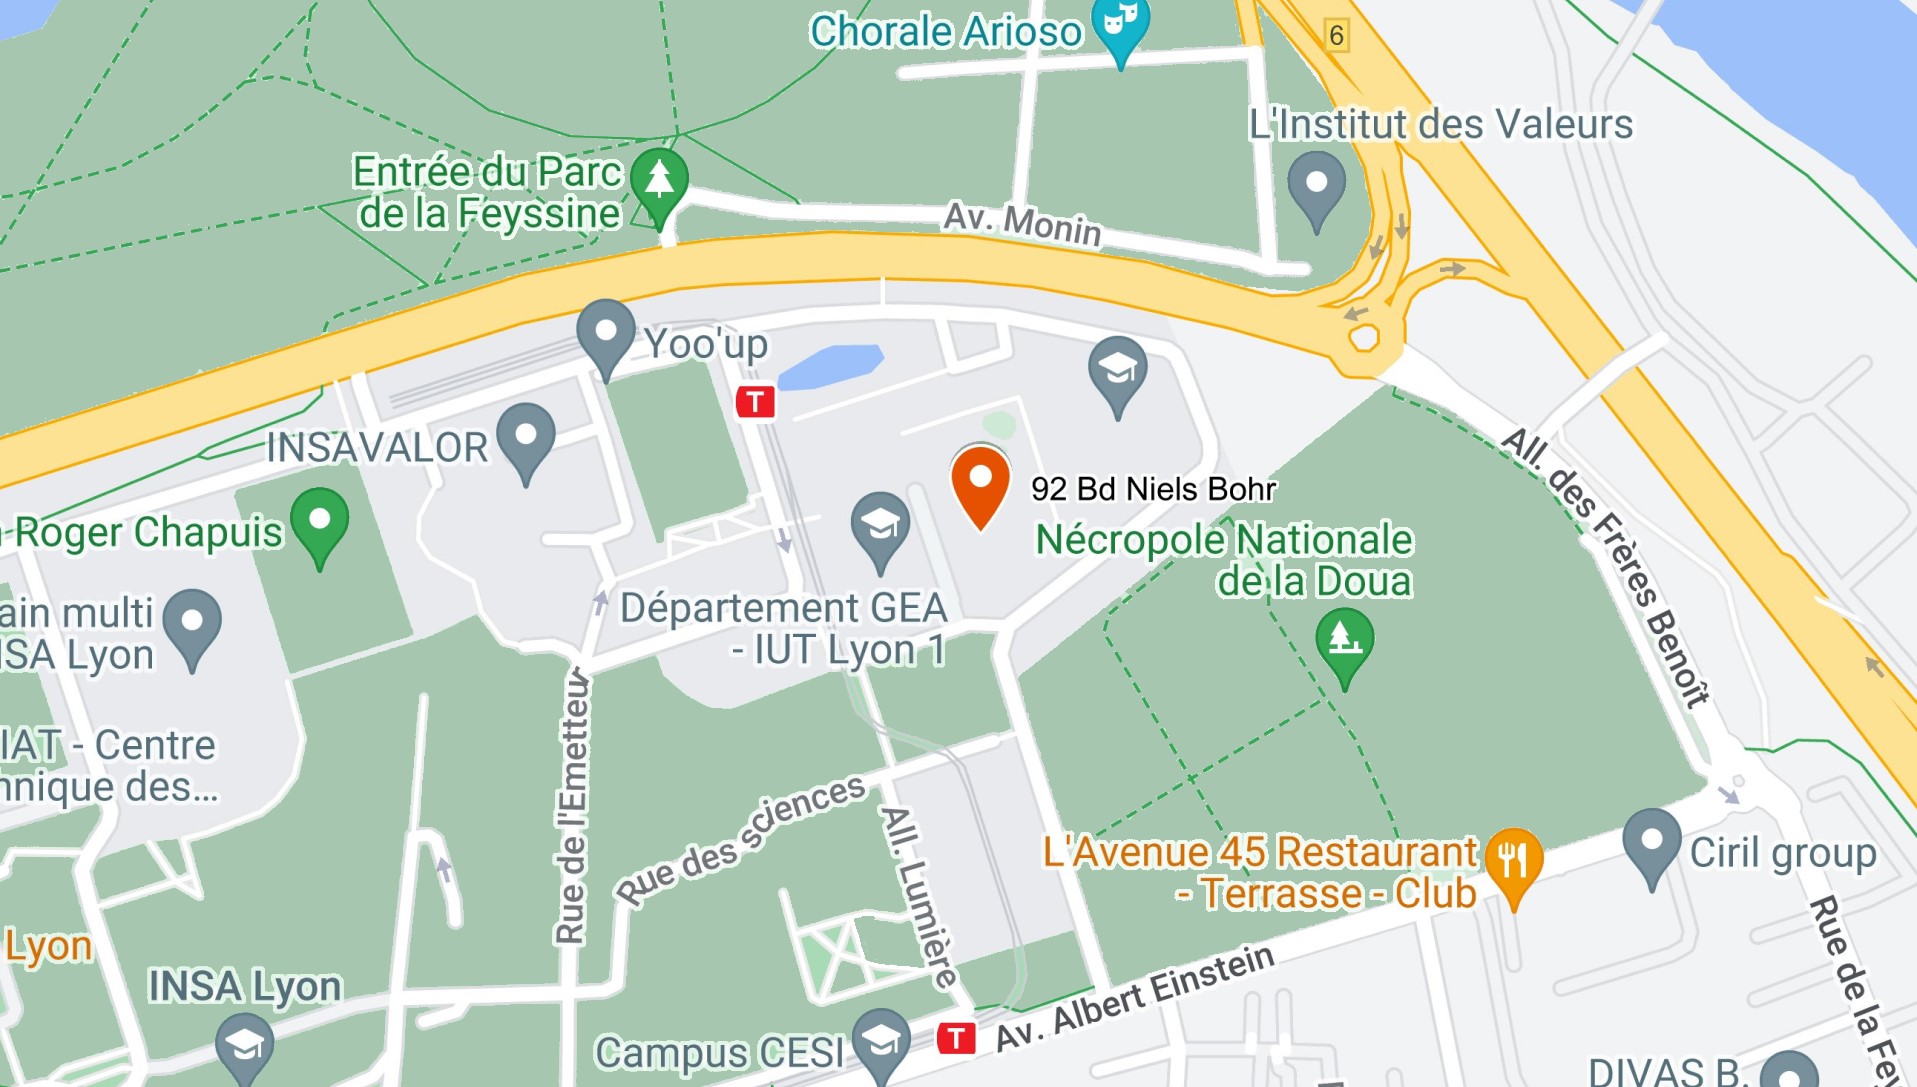 Chorale Arioso
6
L'Institut des Valeurs
Entrée du Parc
de la Feyssine
Av. Monin
Yoo'up
T
INSAVALOR
All. des Frères Benoît
92 Bd Niels Bohr
Roger Chapuis
Nécropole Nationale
de la Doua
ain multi
ISA Lyon
Département GEA
- IUT Lyon 1
Rue de l'Emetteur
IAT - Centre
hnique des...
Rue des sciences
All. Lumière
L'Avenue 45 Restaurant
- Terrasse - Club
Ciril group
Lyon
INSA Lyon
Rue de la Fey
Av. Albert Einstein
Campus CESI
T
DIVAS B.